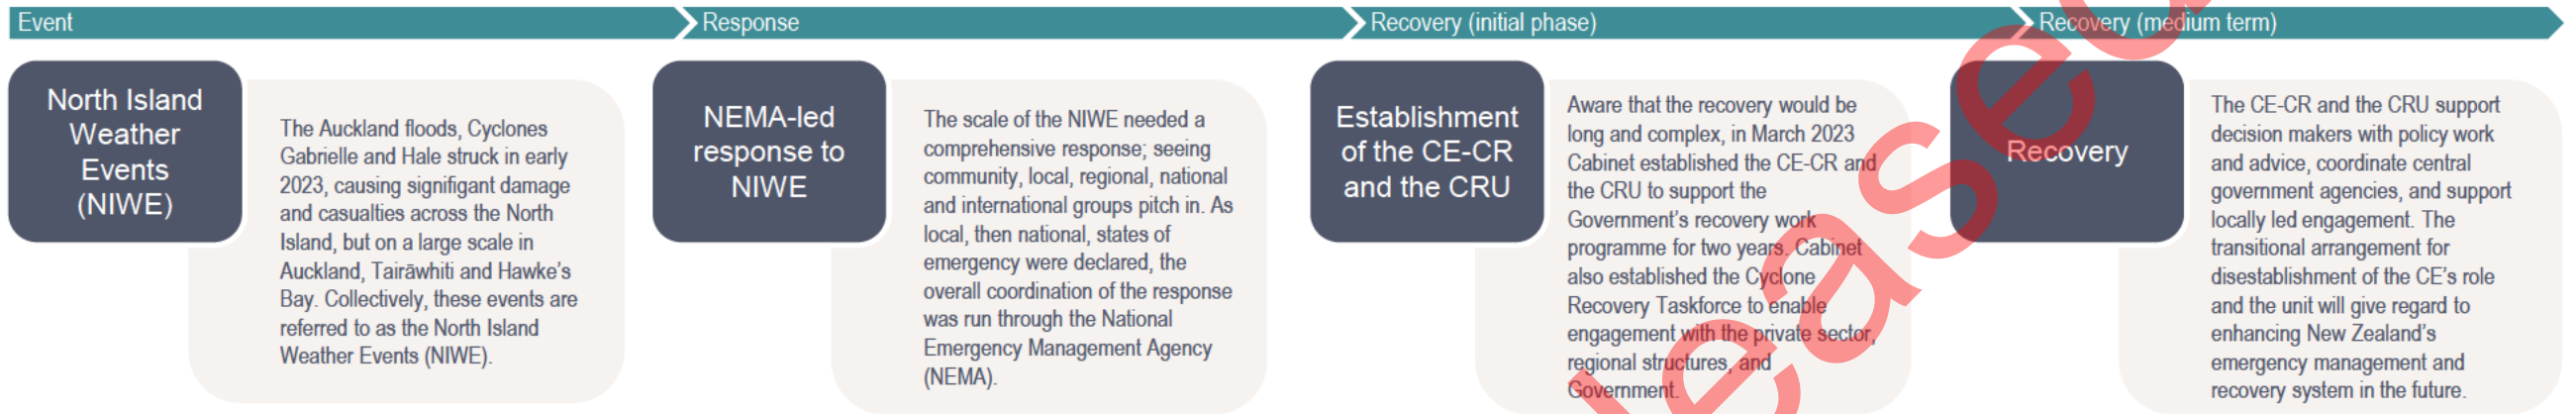 Event
Response
Recovery (initial phase)
Recovery (medium term)
North Island
Weather
Events
(NIWE)
The Auckland floods, Cyclones
Gabrielle and Hale struck in early
2023, causing signifigant damage
and casualties across the North
Island, but on a large scale in
Auckland, Tairāwhiti and Hawke's
Bay. Collectively, these events are
referred to as the North Island
Weather Events (NIWE).
NEMA-led
response to
NIWE
The scale of the NIWE needed a
comprehensive response; seeing
community, local, regional, national
and international groups pitch in. As
local, then national, states of
emergency were declared, the
overall coordination of the response
was run through the National
Emergency Management Agency
(NEMA).
Establishment
of the CE-CR
and the CRU
Aware that the recovery would be
long and complex, in March 2023
Cabinet established the CE-CR and
the CRU to support the
Government's recovery work
programme for two years. Cabinet
also established the Cyclone
Recovery Taskforce to enable
engagement with the private sector,
regional structures, and
Government.
Recovery
The CE-CR and the CRU support
decision makers with policy work
and advice, coordinate central
government agencies, and support
locally led engagement. The
transitional arrangement for
disestablishment of the CE's role
and the unit will give regard to
enhancing New Zealand's
emergency management and
recovery system in the future.